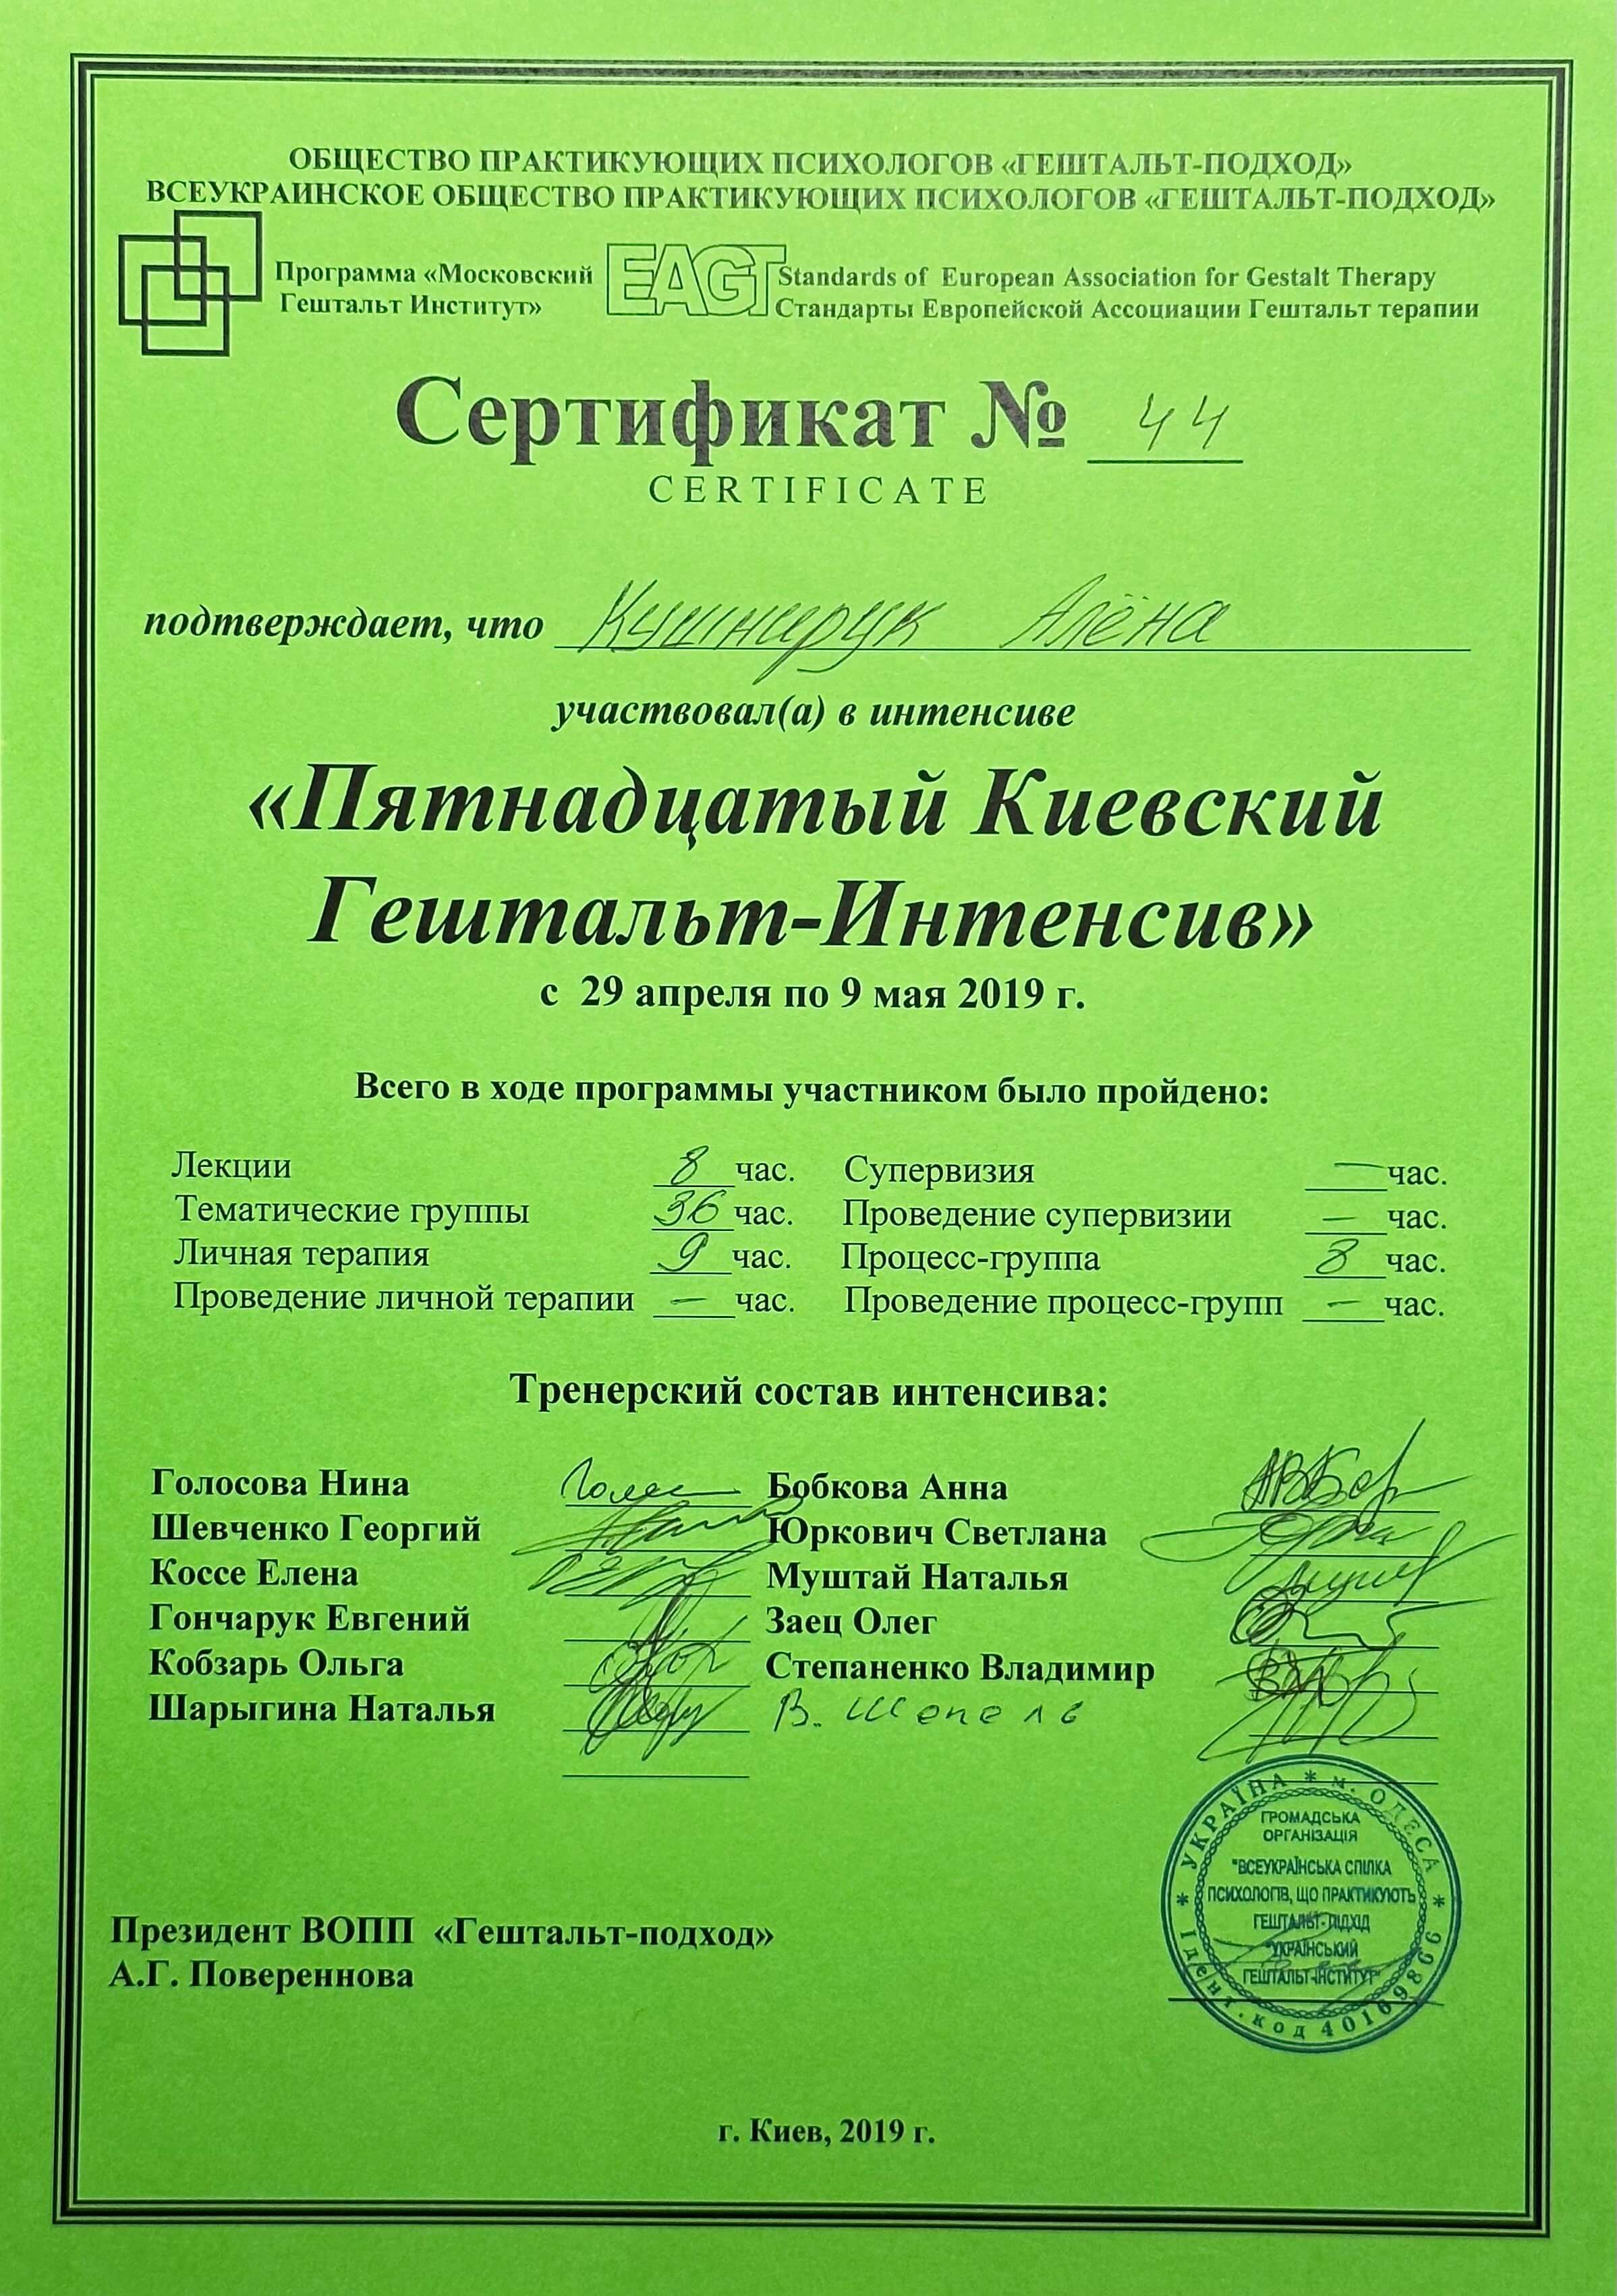 ОБЩЕСТВО ПРАКТИКУЮЩИХ ПСИХОЛОГОВ «ГЕШТАЛЬТ-ПОДХОД»
ВСЕУКРАИНСКОЕ ОБЩЕСТВО ПРАКТИКУЮЩИХ ПСИХОЛОГОВ «ГЕШТАЛЬТ-ПОДХОД»
Программа «Московский
Гештальт Институт»
EAGT
Standards of European Association for Gestalt Therapy
Стандарты Европейской Ассоциации Гештальт терапии
Сертификат № 44
CERTIFICATE
подтверждает, что Кушнирук Алёна
участвовал(а) в интенсиве
«Пятнадцатый Киевский
Гештальт-Интенсив»
с 29 апреля по 9 мая 2019 г.
Всего в ходе программы участником было пройдено:
Лекции 8 час. Супервизия — час.
Тематические группы 36 час. Проведение супервизии — час.
Личная терапия 9 час. Процесс-группа 8 час.
Проведение личной терапии — час. Проведение процесс-групп — час.
Тренерский состав интенсива:
Голосова Нина Бобкова Анна
Шевченко Георгий Юркович Светлана
Коссе Елена Муштай Наталья
Гончарук Евгений Заец Олег
Кобзарь Ольга Степаненко Владимир
Шарыгина Наталья В. Шопель
УКРАЇНА * м. ОДЕСА *
ГРОМАДСЬКА
ОРГАНІЗАЦІЯ
"ВСЕУКРАЇНСЬКА СПІЛКА
ПСИХОЛОГІВ, ЩО ПРАКТИКУЮТЬ
ГЕШТАЛЬТ-ПІДХІД
"УКРАЇНСЬКИЙ
ГЕШТАЛЬТ-ІНСТИТУТ"
Ідент. код 40109866
Президент ВОПП «Гештальт-подход»
А.Г. Повереннова
г. Киев, 2019 г.